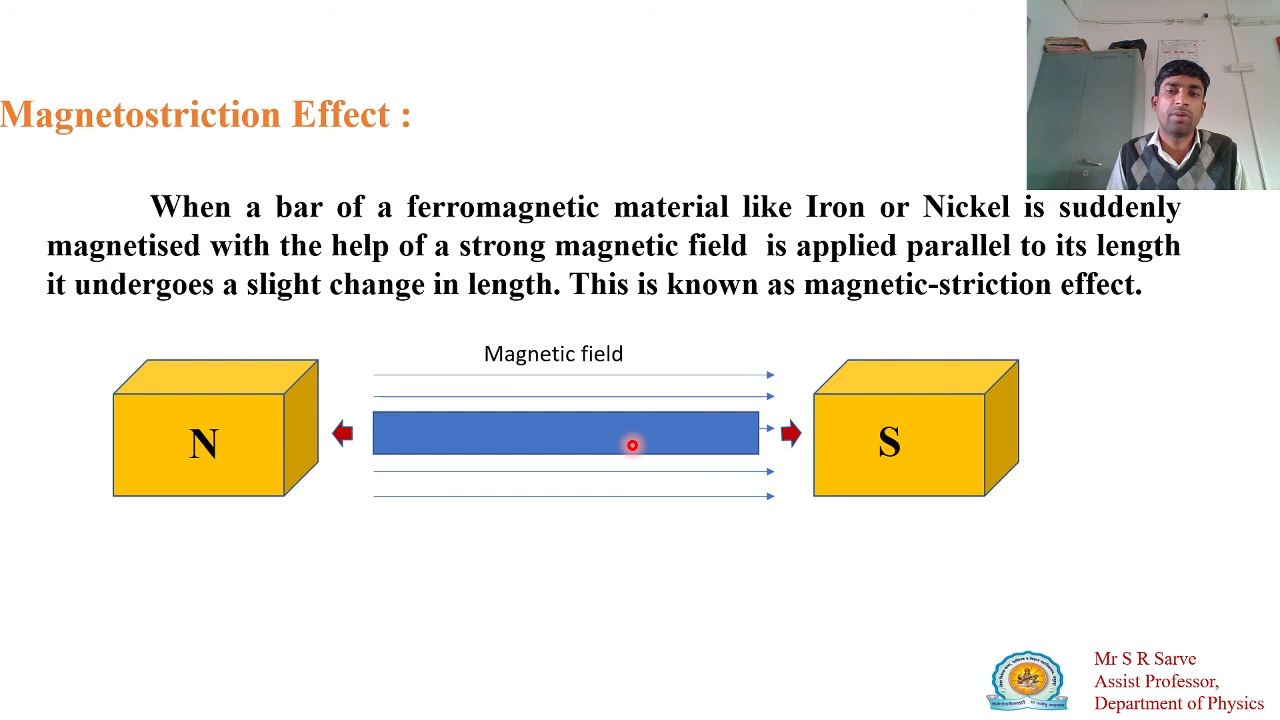 Magnetostriction Effect :
When a bar of a ferromagnetic material like Iron or Nickel is suddenly
magnetised with the help of a strong magnetic field is applied parallel to its length
it undergoes a slight change in length. This is known as magnetic-striction effect.
Magnetic field
N
S
Mr S R Sarve
Assist Professor,
Department of Physics